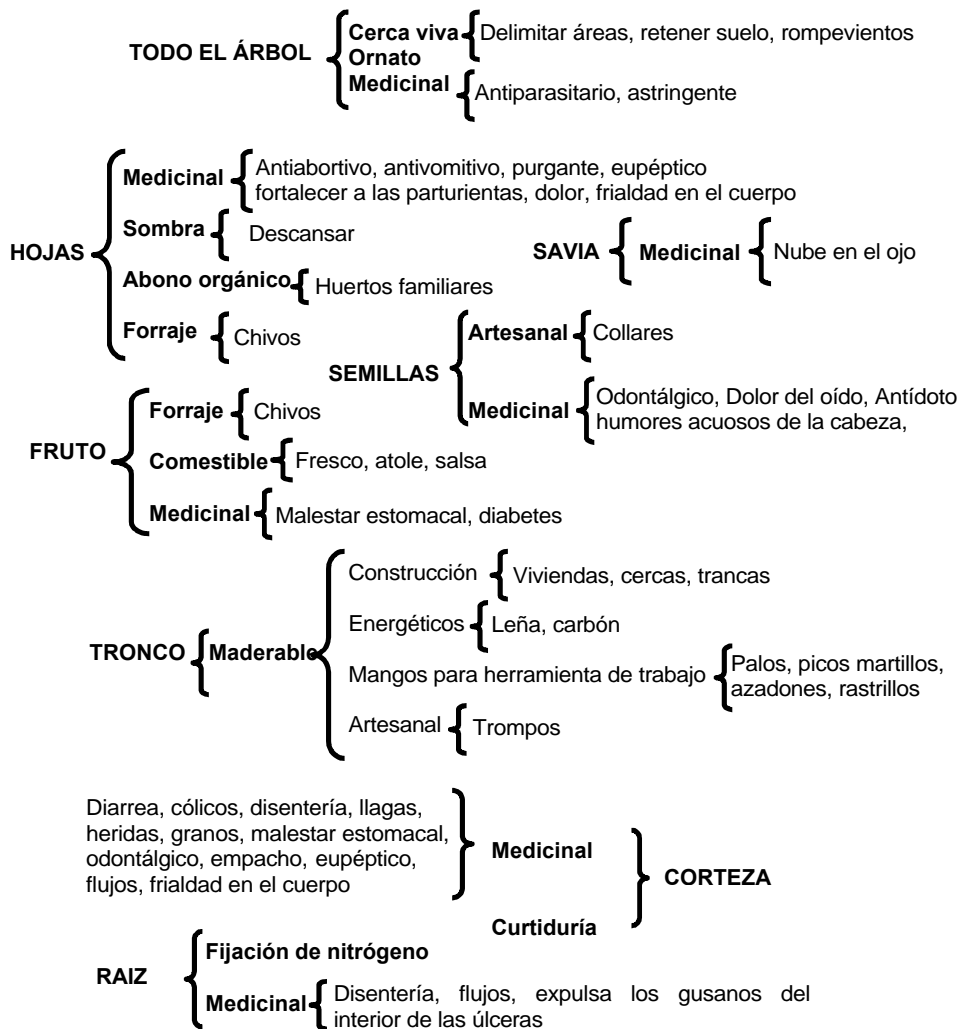 TODO EL ÁRBOL
Cerca viva
Delimitar áreas, retener suelo, rompevientos
Ornato
Medicinal
Antiparasitario, astringente
HOJAS
Medicinal
Antiabortivo, antivomitivo, purgante, eupéptico
fortalecer a las parturientas, dolor, frialdad en el cuerpo
Sombra
Descansar
Abono orgánico
Huertos familiares
Forraje
Chivos
SAVIA
Medicinal
Nube en el ojo
SEMILLAS
Artesanal
Collares
Medicinal
Odontálgico, Dolor del oído, Antídoto
humores acuosos de la cabeza,
FRUTO
Forraje
Chivos
Comestible
Fresco, atole, salsa
Medicinal
Malestar estomacal, diabetes
TRONCO
Maderable
Construcción
Viviendas, cercas, trancas
Energéticos
Leña, carbón
Mangos para herramienta de trabajo
Palos, picos martillos,
azadones, rastrillos
Artesanal
Trompos
Diarrea, cólicos, disentería, llagas,
heridas, granos, malestar estomacal,
odontálgico, empacho, eupéptico,
flujos, frialdad en el cuerpo
Medicinal
CORTEZA
Curtiduría
RAIZ
Fijación de nitrógeno
Medicinal
Disentería, flujos, expulsa los gusanos del
interior de las úlceras